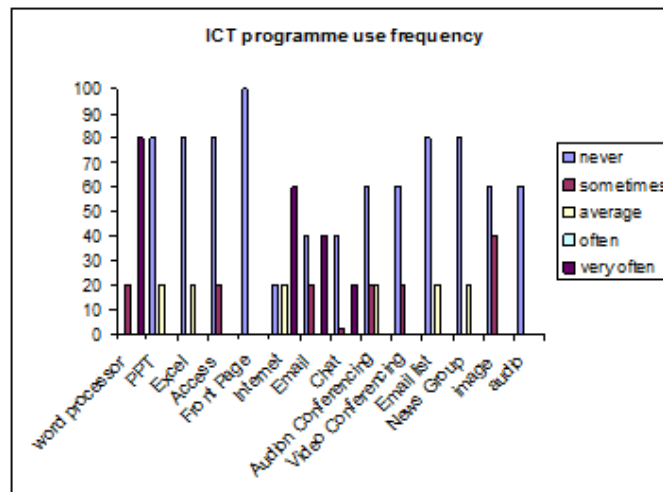 ICT programme use frequency
100
90
80
70
60
50
40
30
20
10
0
word processor
PPT
Excel
Access
Front Page
Internet
Email
Chat
Audion Conferencing
Video Conferencing
Email list
News Group
image
audio
never
sometimes
average
often
very often